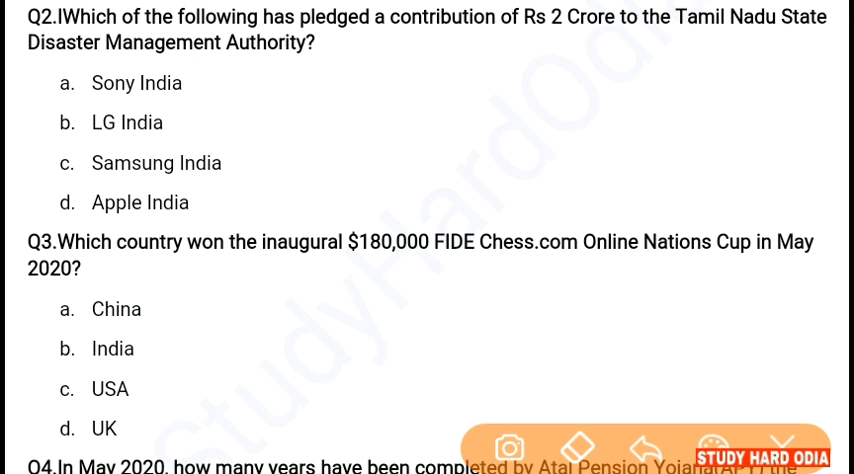 Q2.IWhich of the following has pledged a contribution of Rs 2 Crore to the Tamil Nadu State
Disaster Management Authority?
a. Sony India
b. LG India
c. Samsung India
d. Apple India
Q3.Which country won the inaugural $180,000 FIDE Chess.com Online Nations Cup in May
2020?
a. China
b. India
c. USA
d. UK
Q4.In May 2020, how many years have been completed by Atal Pension Yojana(APY) the
STUDY HARD ODIA
StudyHardOdia